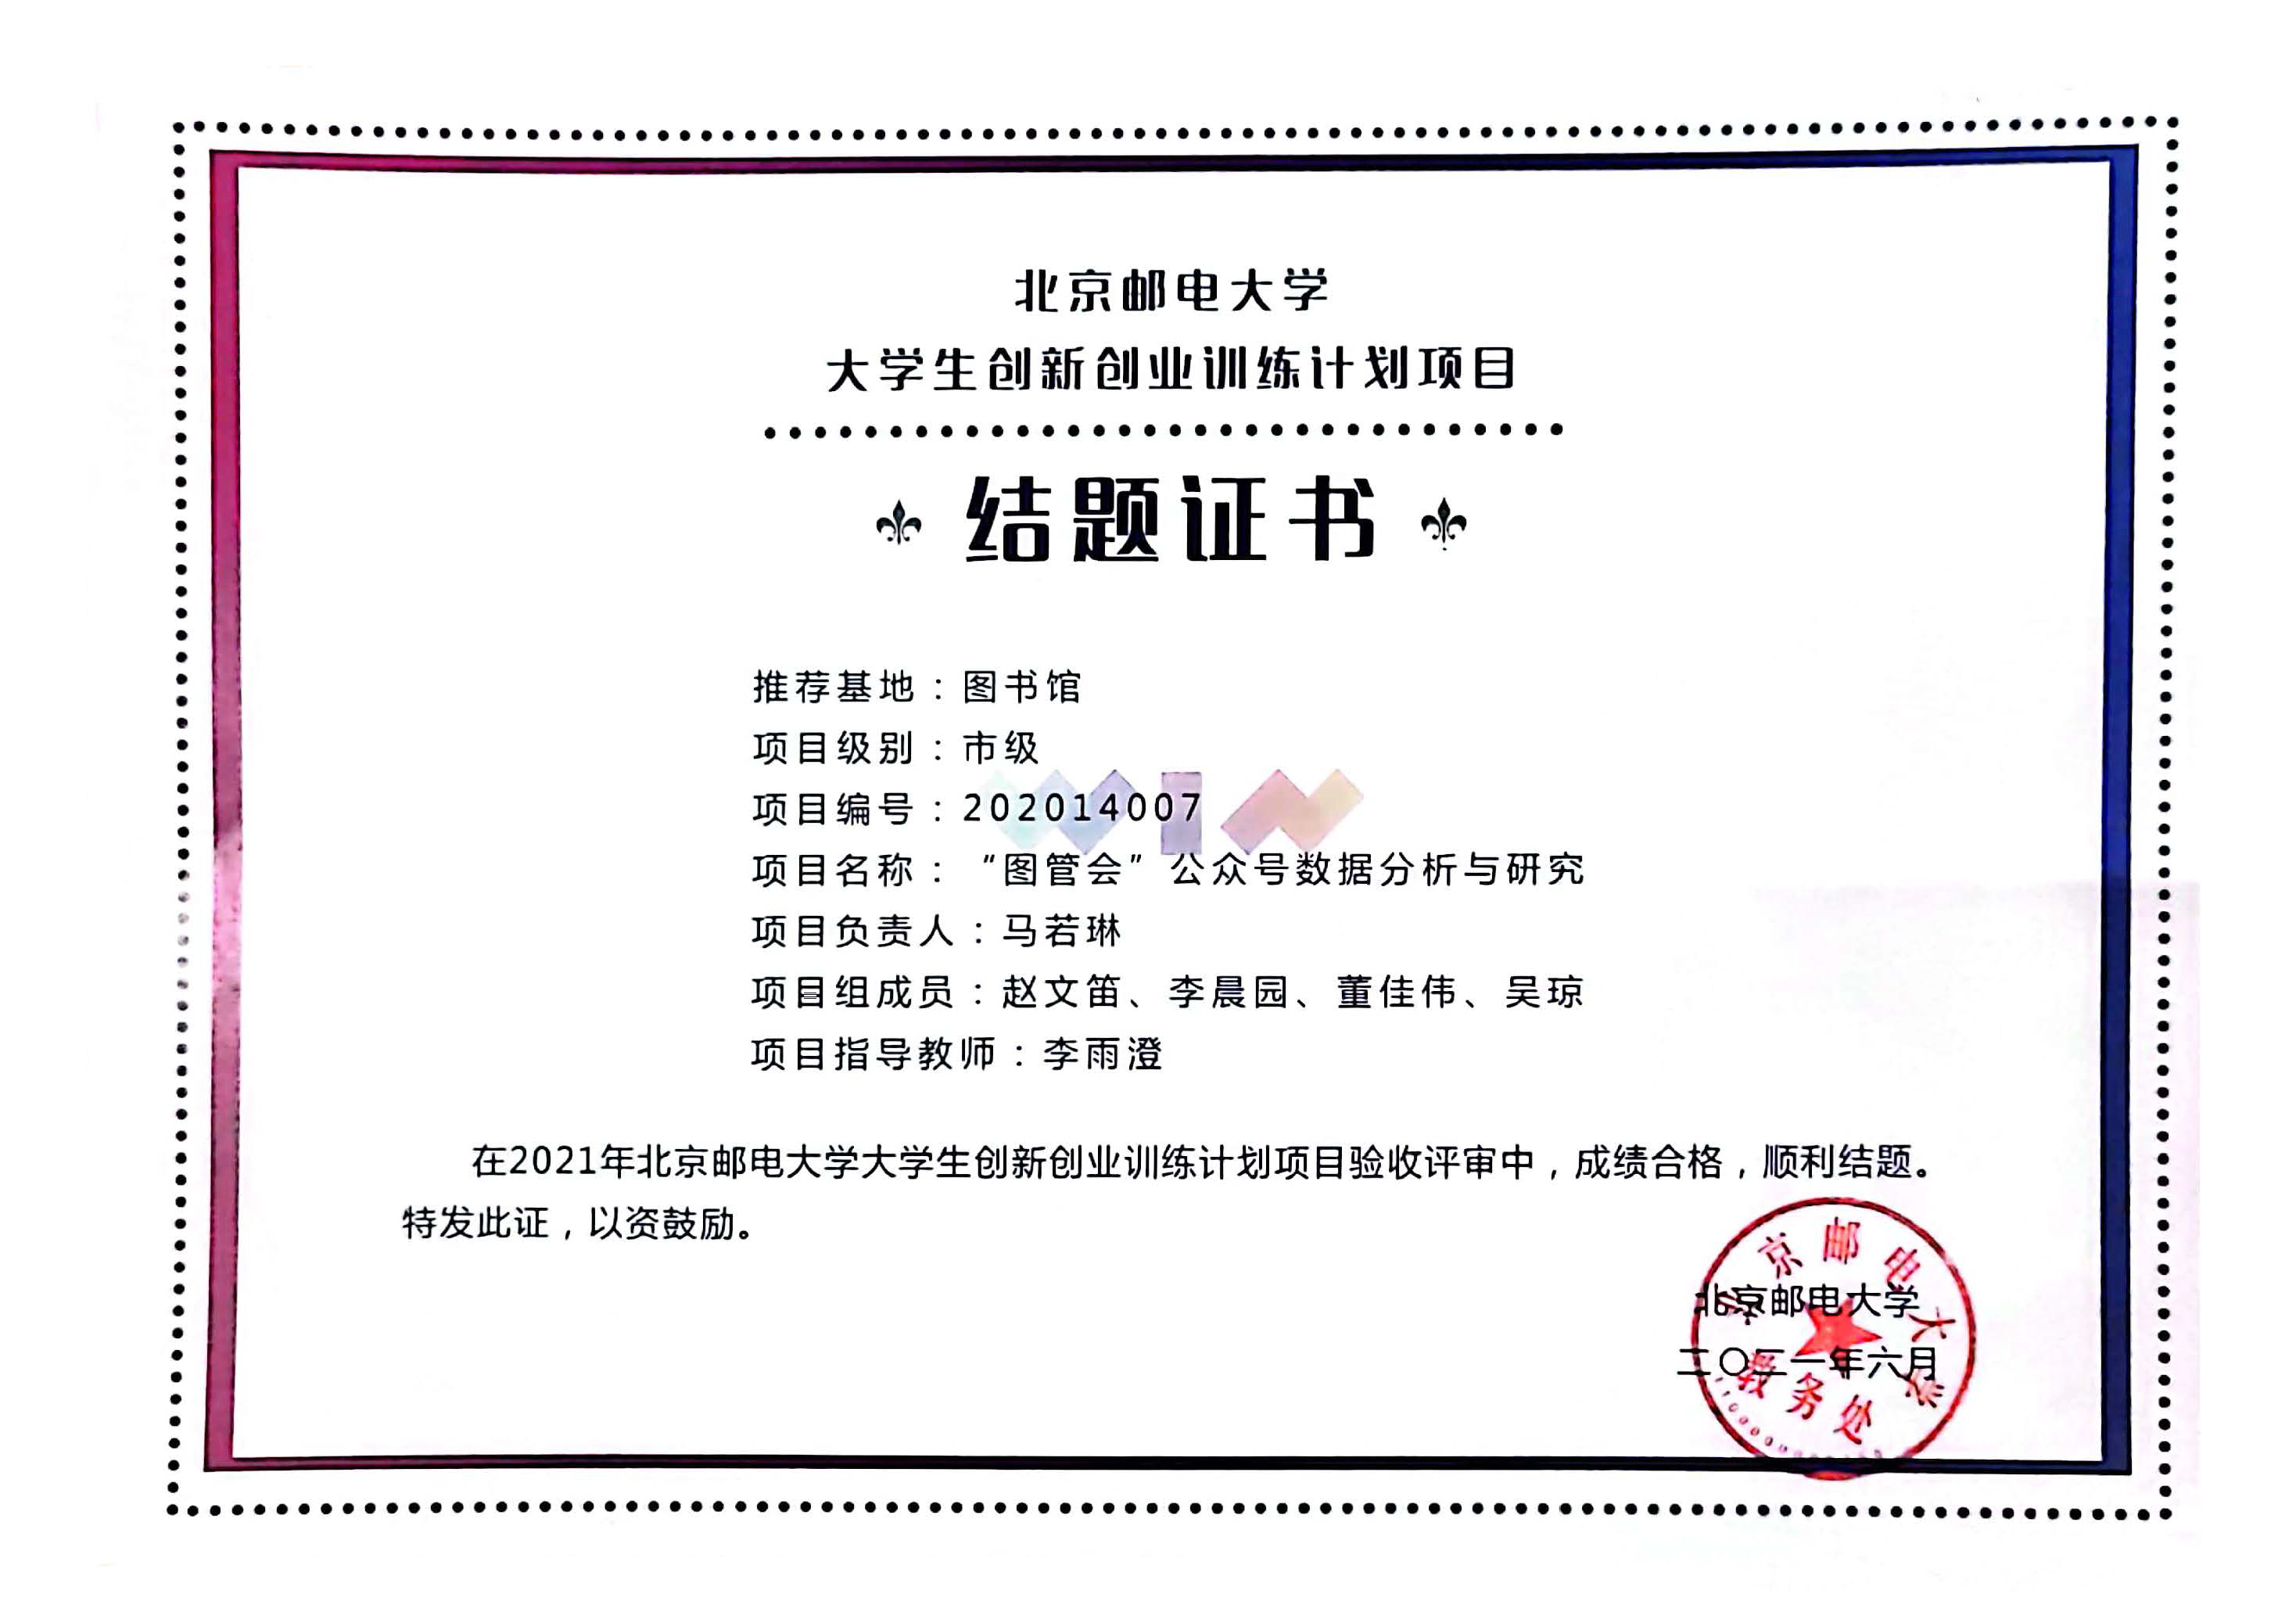 北京邮电大学
大学生创新创业训练计划项目
结题证书
推荐基地：图书馆
项目级别：市级
WIN
项目编号：202014007
项目名称：“图管会”公众号数据分析与研究
项目负责人：马若琳
项目组成员：赵文笛、李晨园、董佳伟、吴琼
项目指导教师：李雨澄
在2021年北京邮电大学大学生创新创业训练计划项目验收评审中，成绩合格，顺利结题。
特发此证，以资鼓励。
北京邮电大学
二〇二一年六月
北京邮电大学
教务处